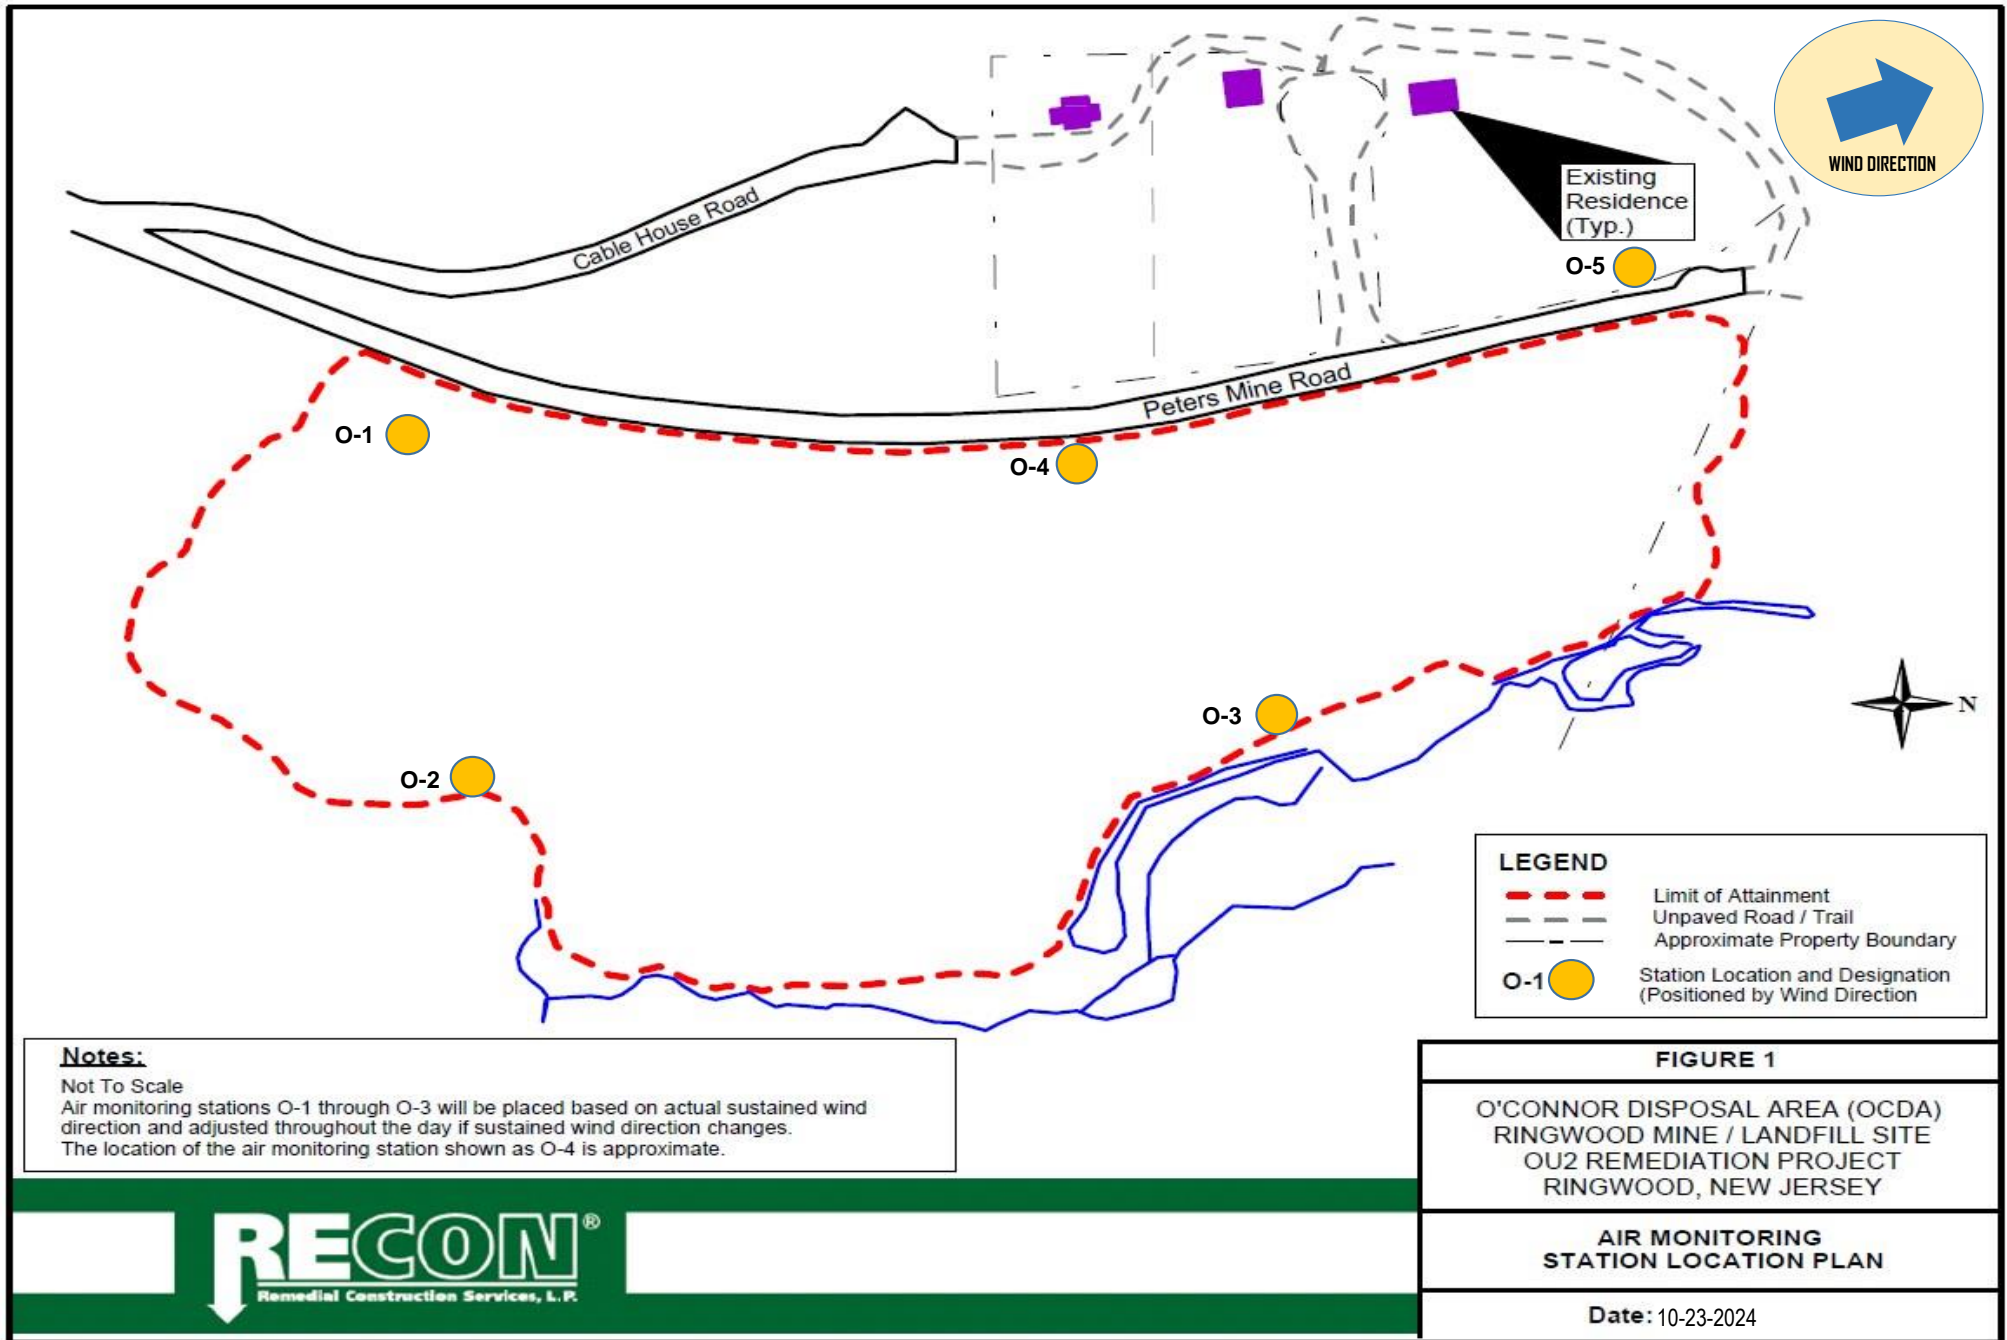 WIND DIRECTION
Existing
Residence
(Typ.)
Cable House Road
O-5
Peters Mine Road
O-1
O-4
O-3
N
O-2
LEGEND
Limit of Attainment
Unpaved Road / Trail
Approximate Property Boundary
O-1
Station Location and Designation
(Positioned by Wind Direction
Notes:
Not To Scale
Air monitoring stations O-1 through O-3 will be placed based on actual sustained wind
direction and adjusted throughout the day if sustained wind direction changes.
The location of the air monitoring station shown as O-4 is approximate.
RECON®
Remedial Construction Services, L.P.
FIGURE 1
O'CONNOR DISPOSAL AREA (OCDA)
RINGWOOD MINE / LANDFILL SITE
OU2 REMEDIATION PROJECT
RINGWOOD, NEW JERSEY
AIR MONITORING
STATION LOCATION PLAN
Date: 10-23-2024